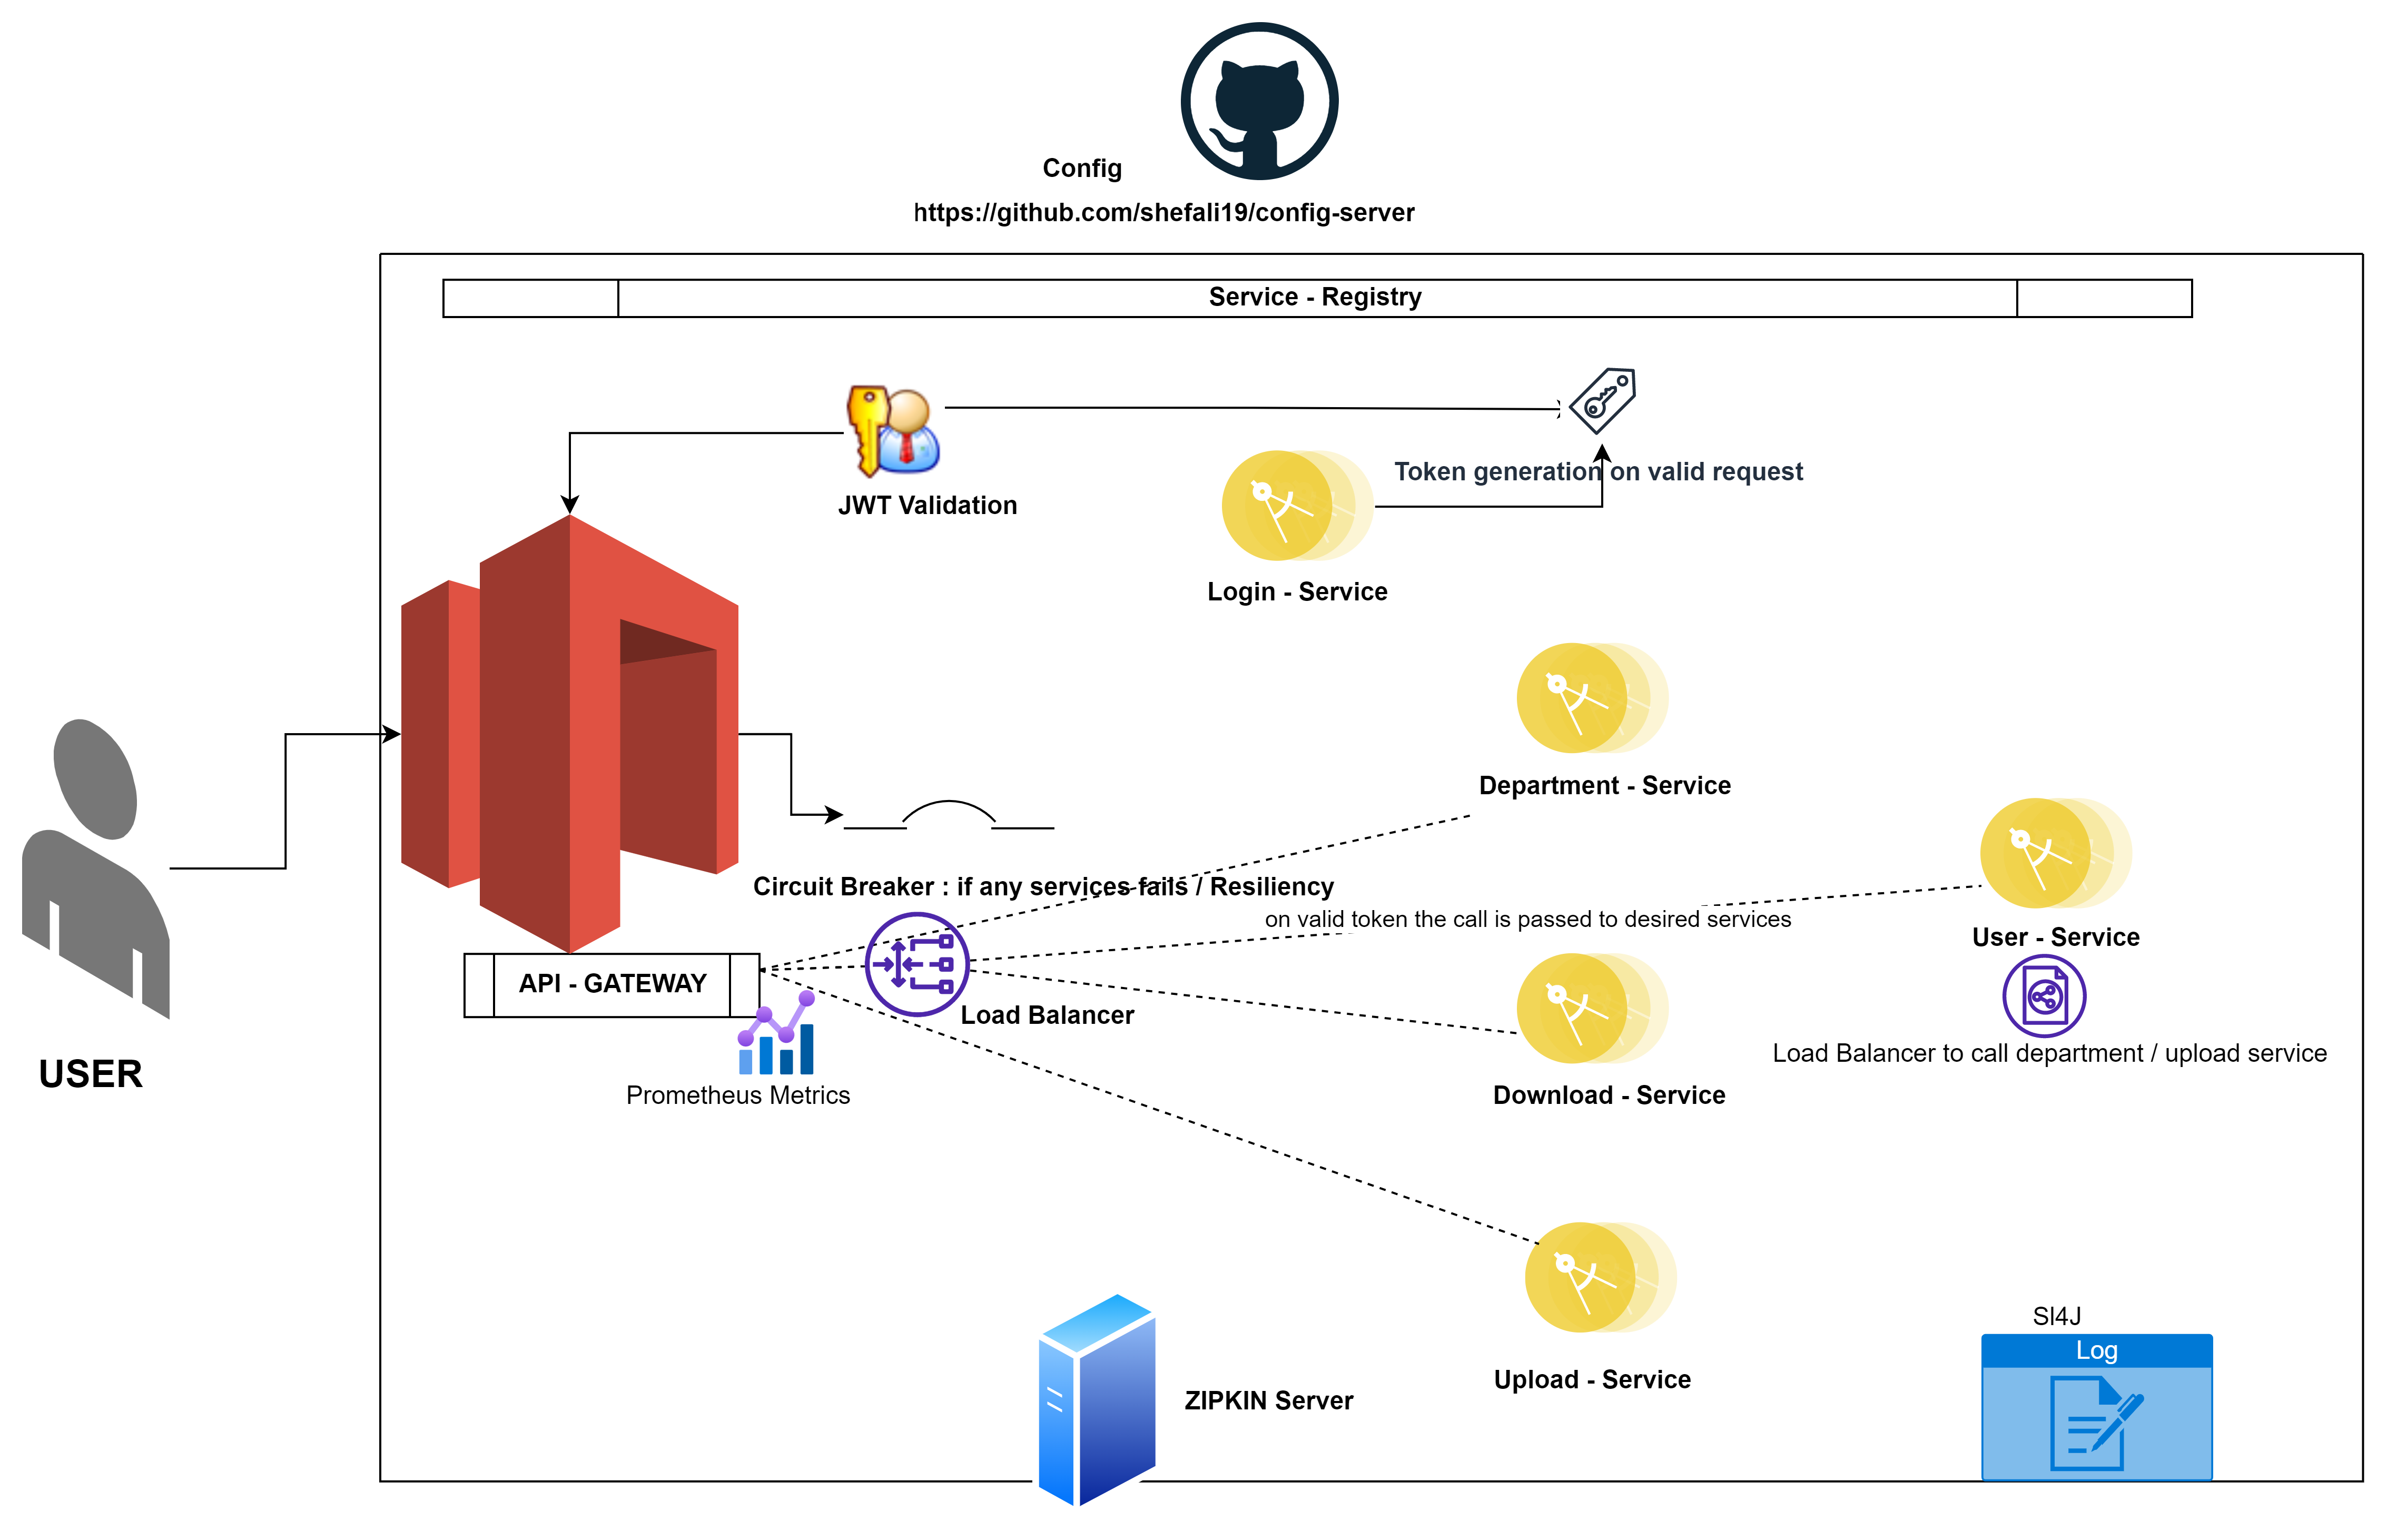 Config
https://github.com/shefali19/config-server
Service - Registry
JWT Validation
Token generation on valid request
Login - Service
Department - Service
Circuit Breaker : if any services fails / Resiliency
on valid token the call is passed to desired services
User - Service
API - GATEWAY
Load Balancer
Load Balancer to call department / upload service
USER
Prometheus Metrics
Download - Service
Sl4J
Log
Upload - Service
ZIPKIN Server